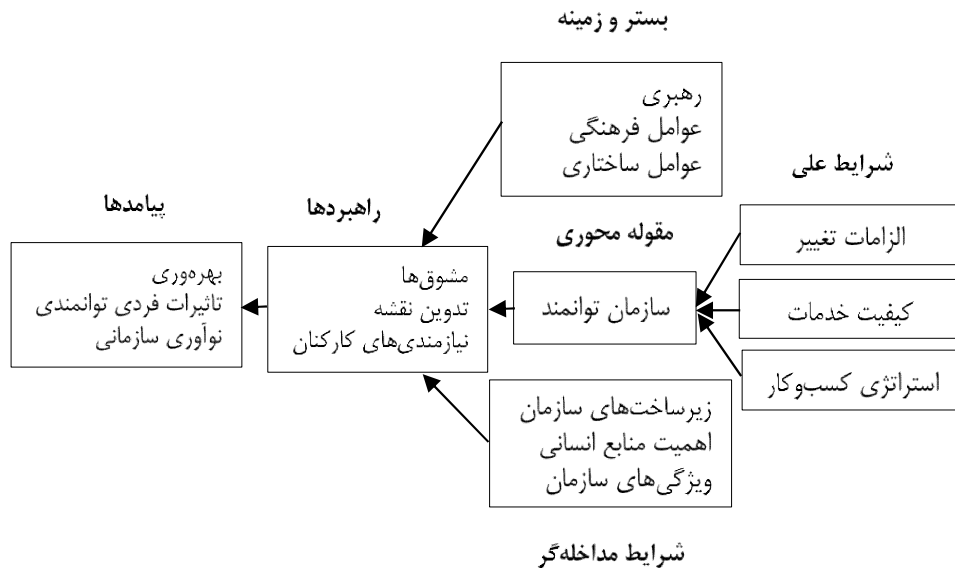 بستر و زمینه
رهبری
عوامل فرهنگی
عوامل ساختاری
شرایط علی
الزامات تغییر
کیفیت خدمات
استراتژی کسب‌وکار
مقوله محوری
سازمان توانمند
راهبردها
مشوق‌ها
تدوین نقشه
نیازمندی‌های کارکنان
پیامدها
بهره‌وری
تاثیرات فردی توانمندی
نوآوری سازمانی
زیرساخت‌های سازمان
اهمیت منابع انسانی
ویژگی‌های سازمان
شرایط مداخله‌گر